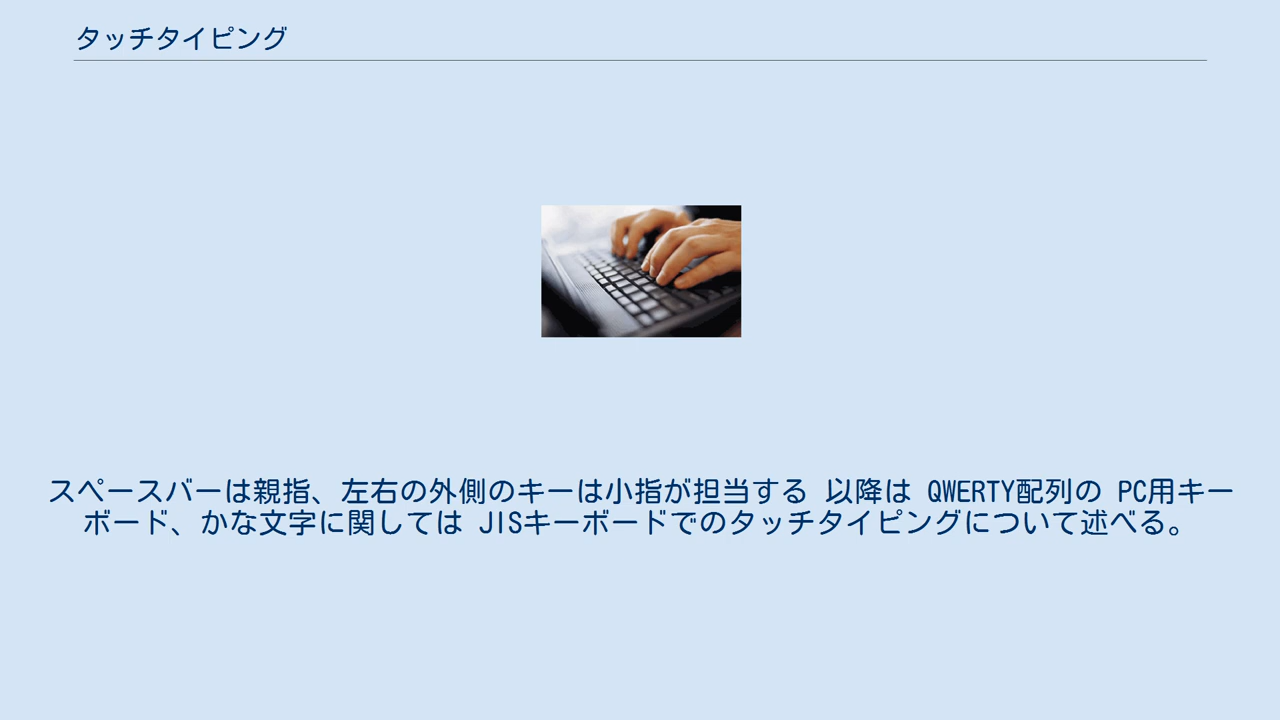 タッチタイピング
スペースバーは親指、左右の外側のキーは小指が担当する 以降は QWERTY配列の PC用キー
ボード、かな文字に関しては JISキーボードでのタッチタイピングについて述べる。